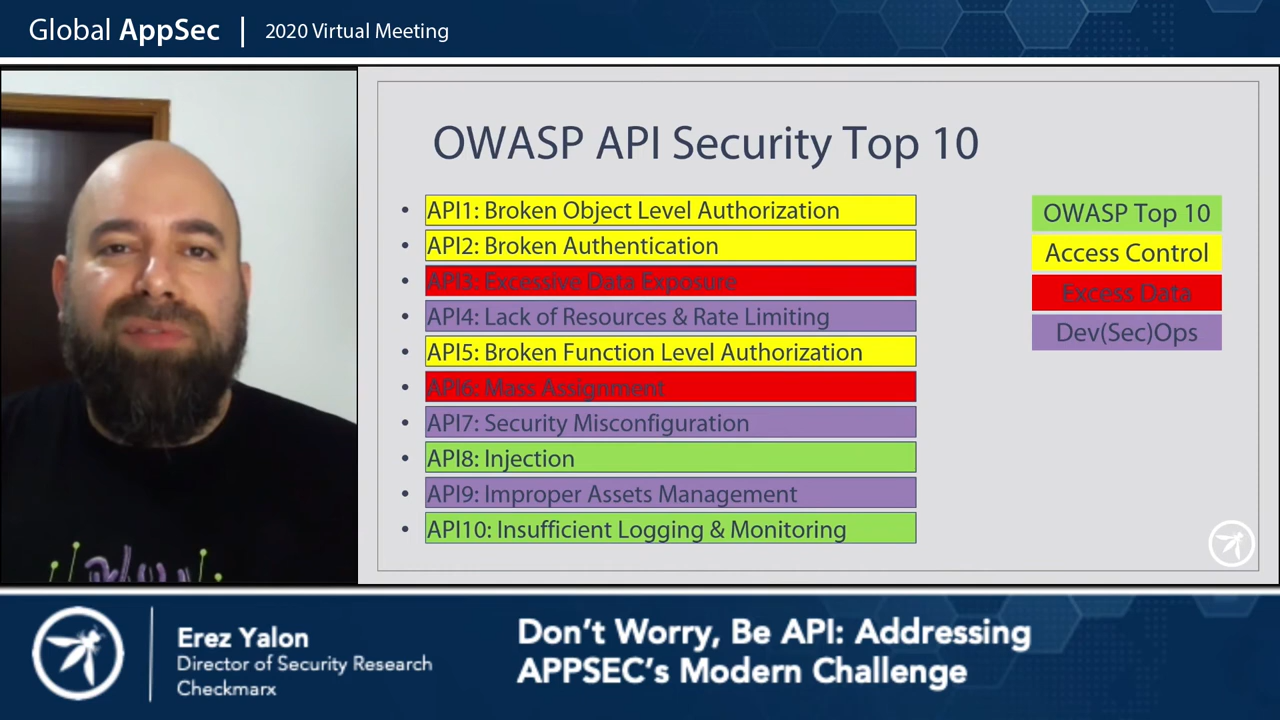 Global AppSec | 2020 Virtual Meeting
OWASP API Security Top 10
• API1: Broken Object Level Authorization
• API2: Broken Authentication
• API3: Excessive Data Exposure
• API4: Lack of Resources & Rate Limiting
• API5: Broken Function Level Authorization
• API6: Mass Assignment
• API7: Security Misconfiguration
• API8: Injection
• API9: Improper Assets Management
• API10: Insufficient Logging & Monitoring
OWASP Top 10
Access Control
Excess Data
Dev(Sec)Ops
Erez Yalon
Director of Security Research
Checkmarx
Don't Worry, Be API: Addressing
APPSEC's Modern Challenge